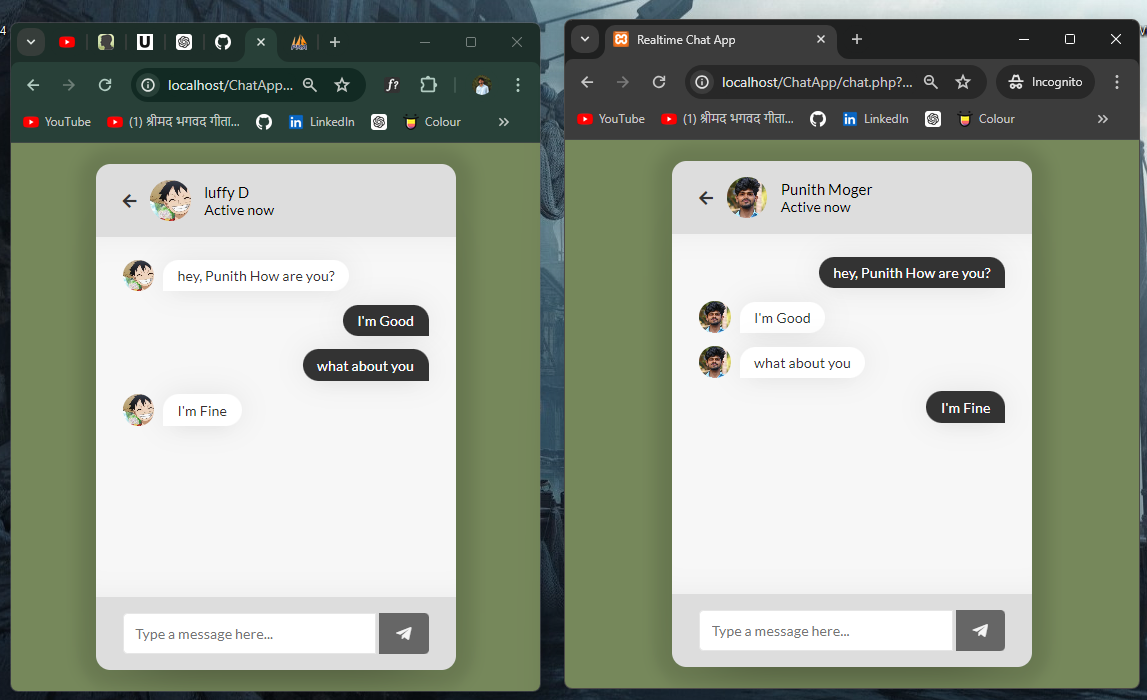 4
Realtime Chat App
localhost/ChatApp...
f?
localhost/ChatApp/chat.php?...
Incognito
YouTube
(1) श्रीमद भगवद गीता...
LinkedIn
Colour
YouTube
(1) श्रीमद भगवद गीता...
LinkedIn
Colour
luffy D
Active now
hey, Punith How are you?
I'm Good
what about you
I'm Fine
Type a message here...
Punith Moger
Active now
hey, Punith How are you?
I'm Good
what about you
I'm Fine
Type a message here...